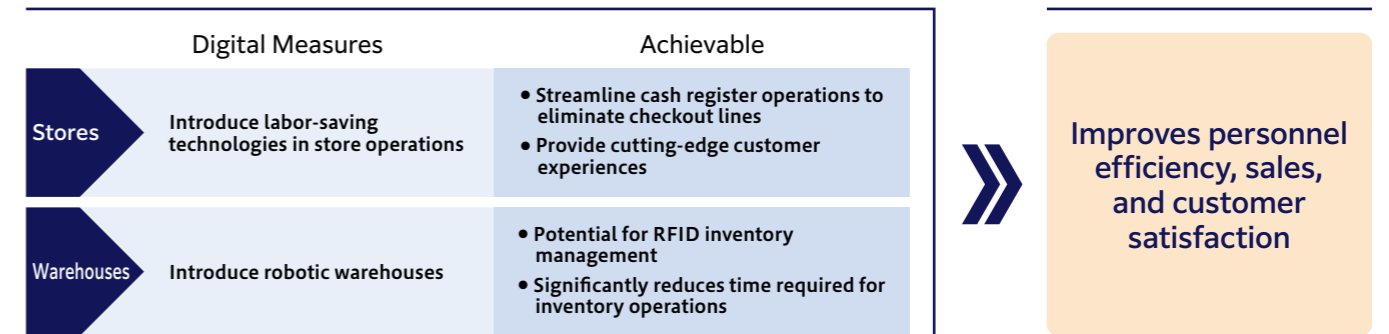 Digital Measures
Achievable
Stores
Introduce labor-saving
technologies in store operations
• Streamline cash register operations to
eliminate checkout lines
• Provide cutting-edge customer
experiences
Warehouses
Introduce robotic warehouses
• Potential for RFID inventory
management
• Significantly reduces time required for
inventory operations
Improves personnel
efficiency, sales,
and customer
satisfaction